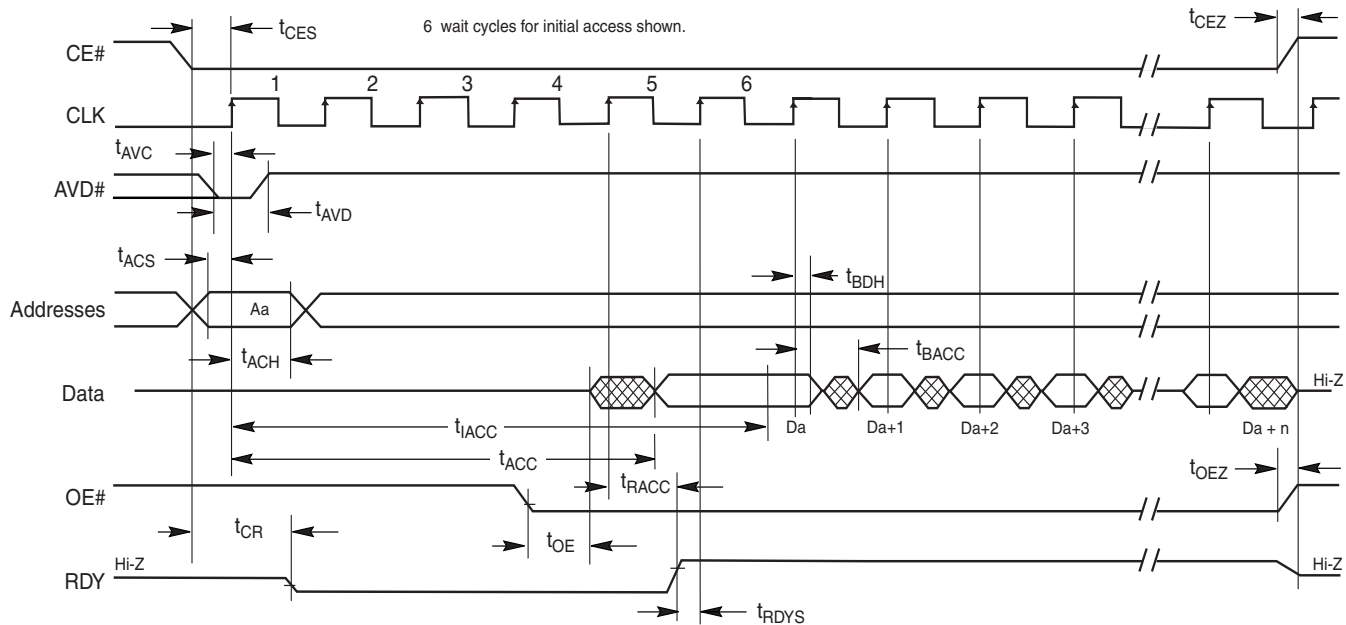 6 wait cycles for initial access shown.
tCES
tCEZ
CE#
1 2 3 4 5 6
CLK
tAVC
AVD#
tAVD
tACS
tBDH
Addresses
Aa
tACH
tBACC
Data
Hi-Z
Da Da+1 Da+2 Da+3 Da + n
tIACC
tACC
tRACC
tOEZ
OE#
tCR
tOE
Hi-Z
Hi-Z
RDY
tRDYS